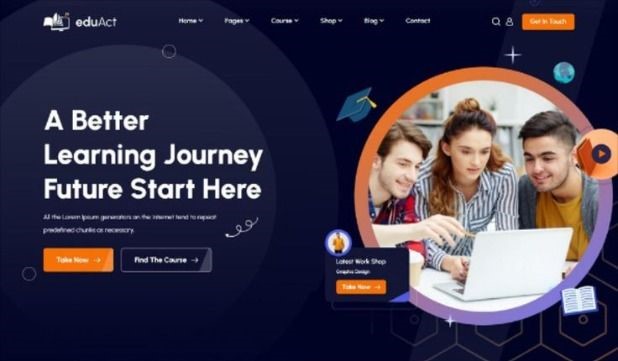 eduAct
Home Pages Course Shop Blog Contact
Get In Touch
A Better
Learning Journey
Future Start Here
All the Lorem Ipsum generators on the Internet tend to repeat
predefined chunks as necessary.
Take Now → Find The Course →
Latest Work Shop
Graphic Design
Take Now →